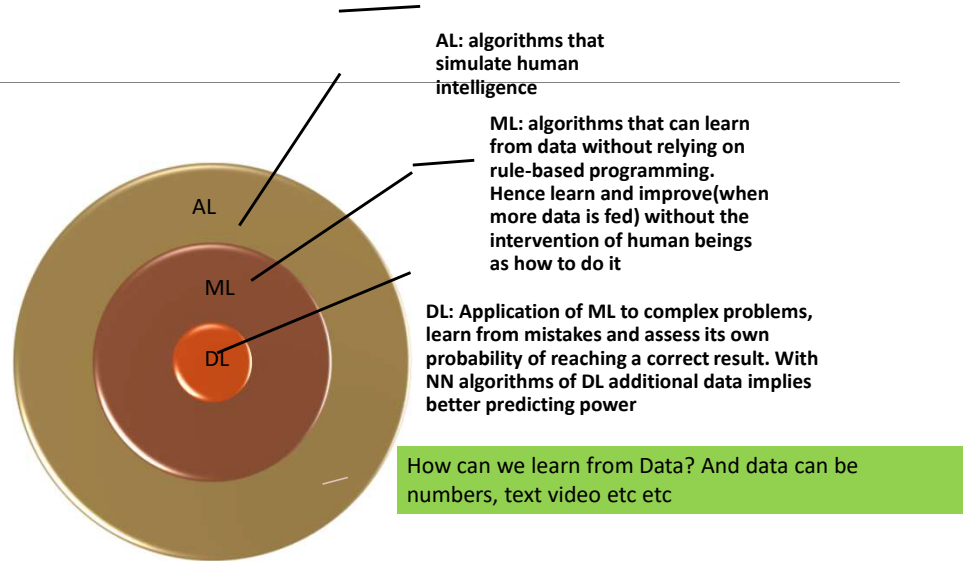 AL: algorithms that
simulate human
intelligence
ML: algorithms that can learn
from data without relying on
rule-based programming.
Hence learn and improve(when
more data is fed) without the
intervention of human beings
as how to do it
AL
ML
DL
DL: Application of ML to complex problems,
learn from mistakes and assess its own
probability of reaching a correct result. With
NN algorithms of DL additional data implies
better predicting power
How can we learn from Data? And data can be
numbers, text video etc etc